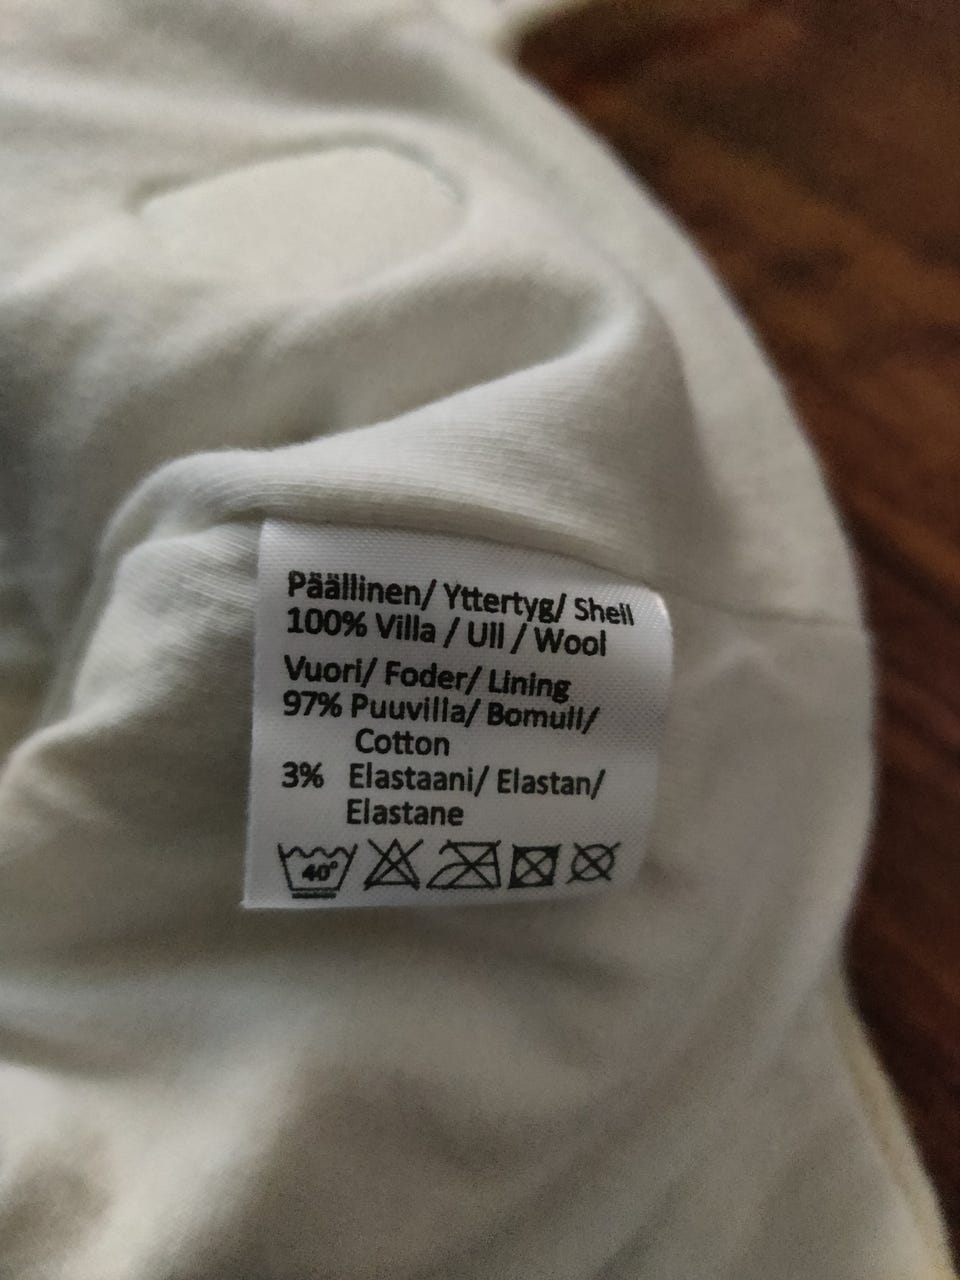 Päällinen/ Yttertyg/ Shell
100% Villa / Ull / Wool
Vuori/ Foder/ Lining
97% Puuvilla/ Bomull/
Cotton
3% Elastaani/ Elastan/
Elastane
40°